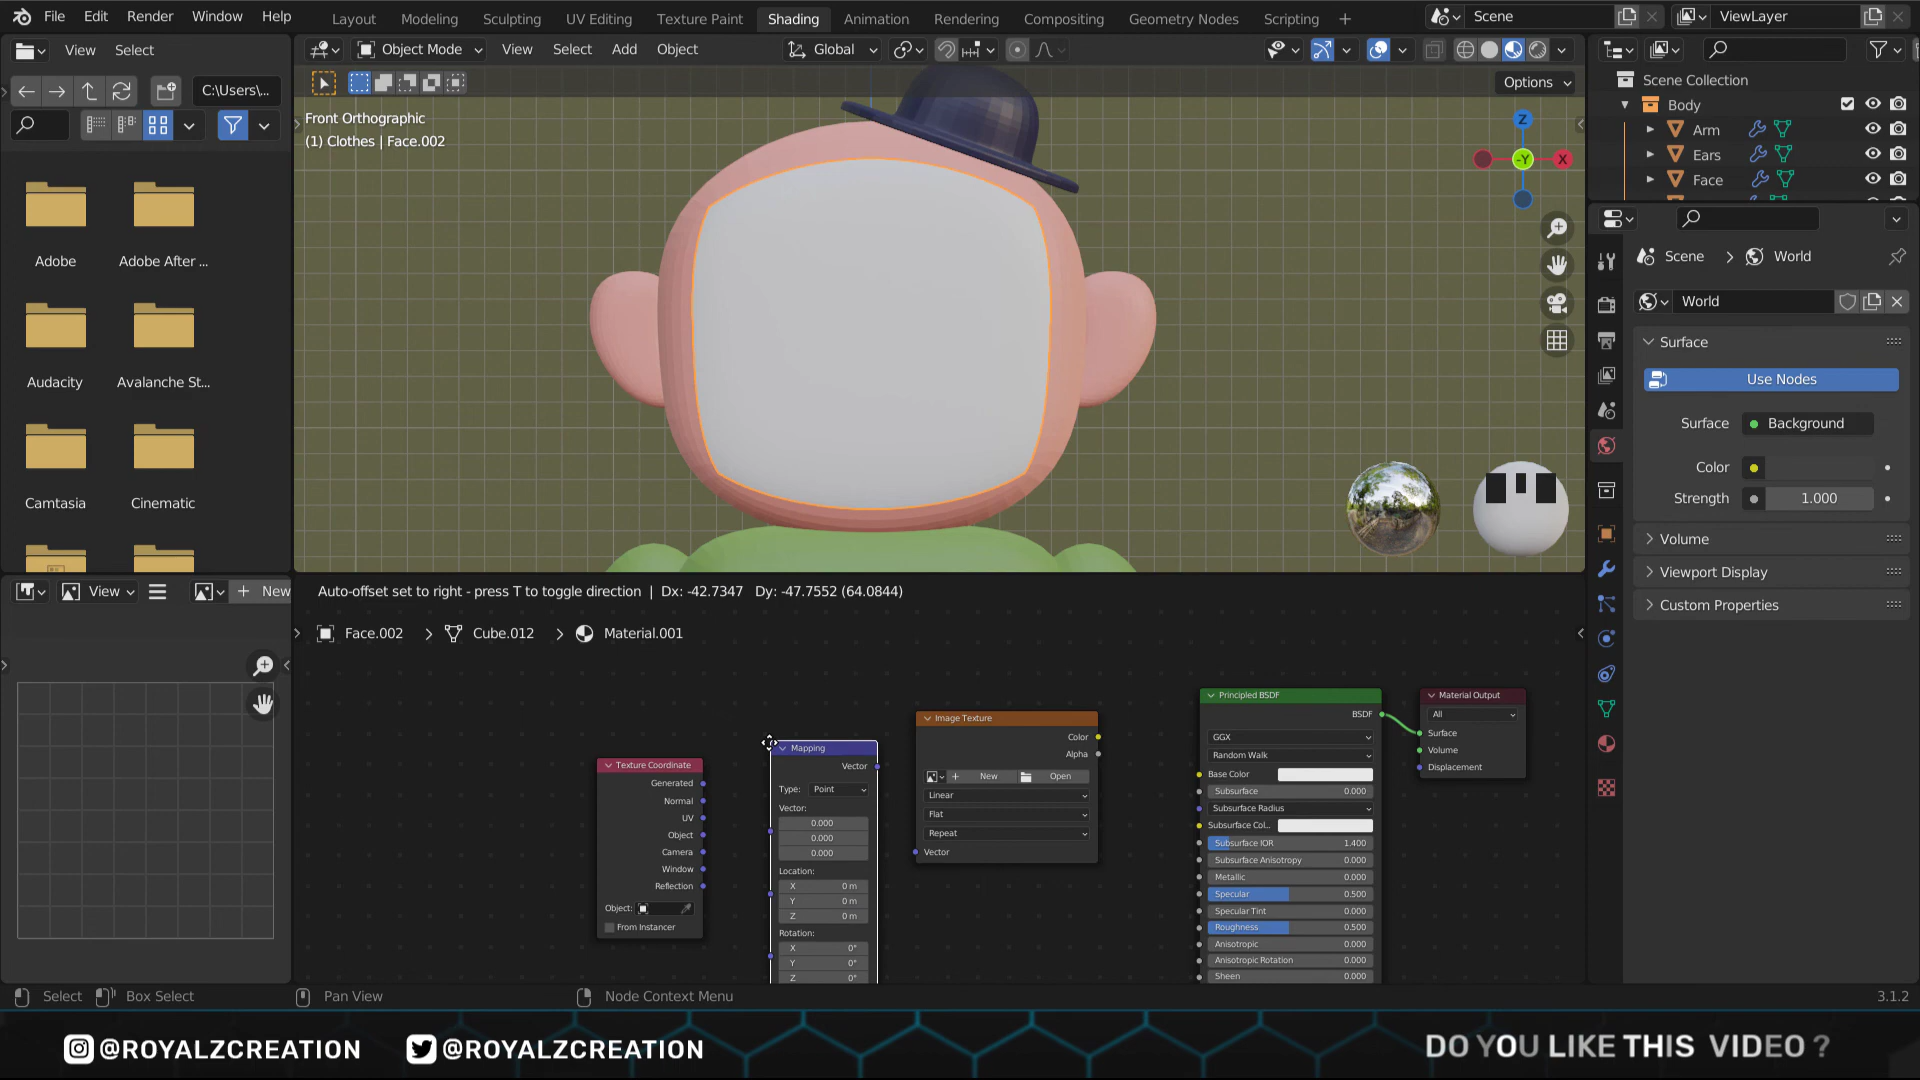 File Edit Render Window Help Layout Modeling Sculpting UV Editing Texture Paint Shading Animation Rendering Compositing Geometry Nodes Scripting + Scene ViewLayer
View Select
Object Mode View Select Add Object Global
C:\Users\...
Options
Front Orthographic
(1) Clothes | Face.002
Z
-Y
X
Adobe
Adobe After ...
Audacity
Avalanche St...
Camtasia
Cinematic
Scene Collection
Body
Arm
Ears
Face
Scene > World
World
Surface
Use Nodes
Surface Background
Color
Strength 1.000
Volume
Viewport Display
Custom Properties
View + New
Auto-offset set to right - press T to toggle direction | Dx: -42.7347 Dy: -47.7552 (64.0844)
Face.002 > Cube.012 > Material.001
Texture Coordinate
Generated
Normal
UV
Object
Camera
Window
Reflection
Object:
From Instancer
Mapping
Vector
Type: Point
Vector:
0.000
0.000
0.000
Location:
X 0 m
Y 0 m
Z 0 m
Rotation:
X 0°
Y 0°
Z 0°
Image Texture
Color
Alpha
+ New Open
Linear
Flat
Repeat
Vector
Principled BSDF
BSDF
GGX
Random Walk
Base Color
Subsurface 0.000
Subsurface Radius
Subsurface Col...
Subsurface IOR 1.400
Subsurface Anisotropy 0.000
Metallic 0.000
Specular 0.500
Specular Tint 0.000
Roughness 0.500
Anisotropic 0.000
Anisotropic Rotation 0.000
Sheen 0.000
Material Output
All
Surface
Volume
Displacement
Select Box Select Pan View Node Context Menu 3.1.2
@ROYALZCREATION @ROYALZCREATION DO YOU LIKE THIS VIDEO ?